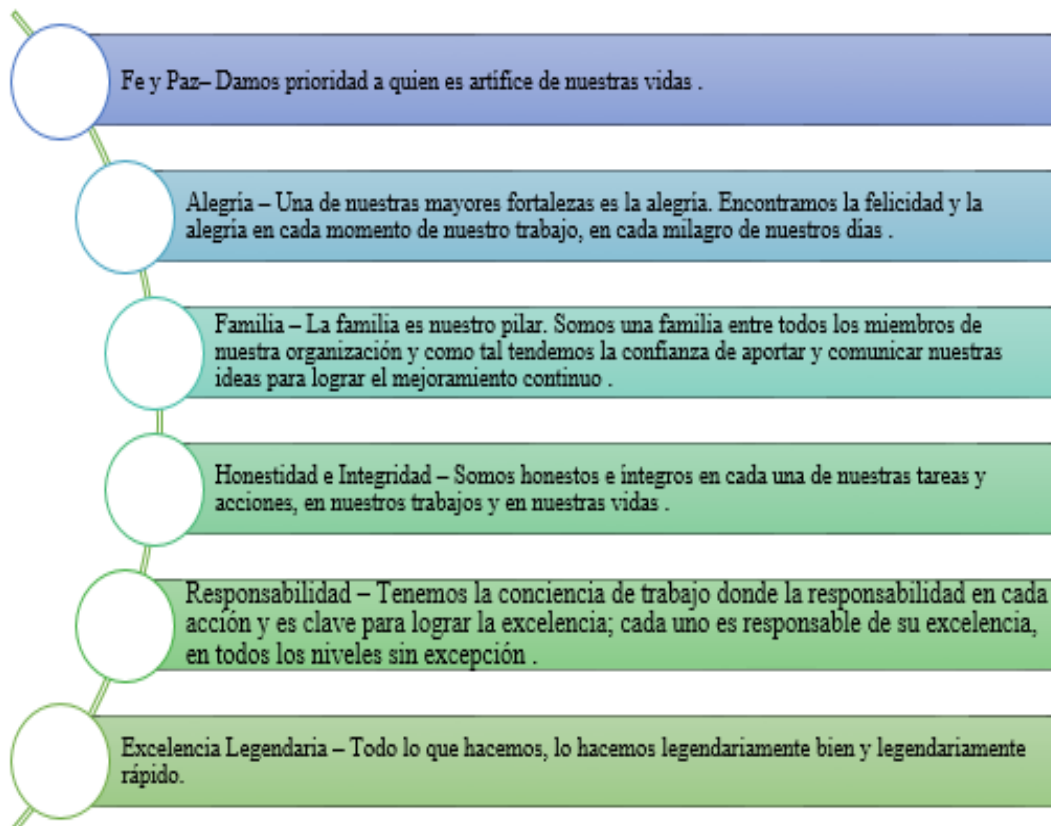 Fe y Paz– Damos prioridad a quien es artífice de nuestras vidas .
Alegría – Una de nuestras mayores fortalezas es la alegría. Encontramos la felicidad y la
alegría en cada momento de nuestro trabajo, en cada milagro de nuestros días .
Familia – La familia es nuestro pilar. Somos una familia entre todos los miembros de
nuestra organización y como tal tendemos la confianza de aportar y comunicar nuestras
ideas para lograr el mejoramiento continuo .
Honestidad e Integridad – Somos honestos e íntegros en cada una de nuestras tareas y
acciones, en nuestros trabajos y en nuestras vidas .
Responsabilidad – Tenemos la conciencia de trabajo donde la responsabilidad en cada
acción y es clave para lograr la excelencia; cada uno es responsable de su excelencia,
en todos los niveles sin excepción .
Excelencia Legendaria – Todo lo que hacemos, lo hacemos legendariamente bien y legendariamente
rápido.